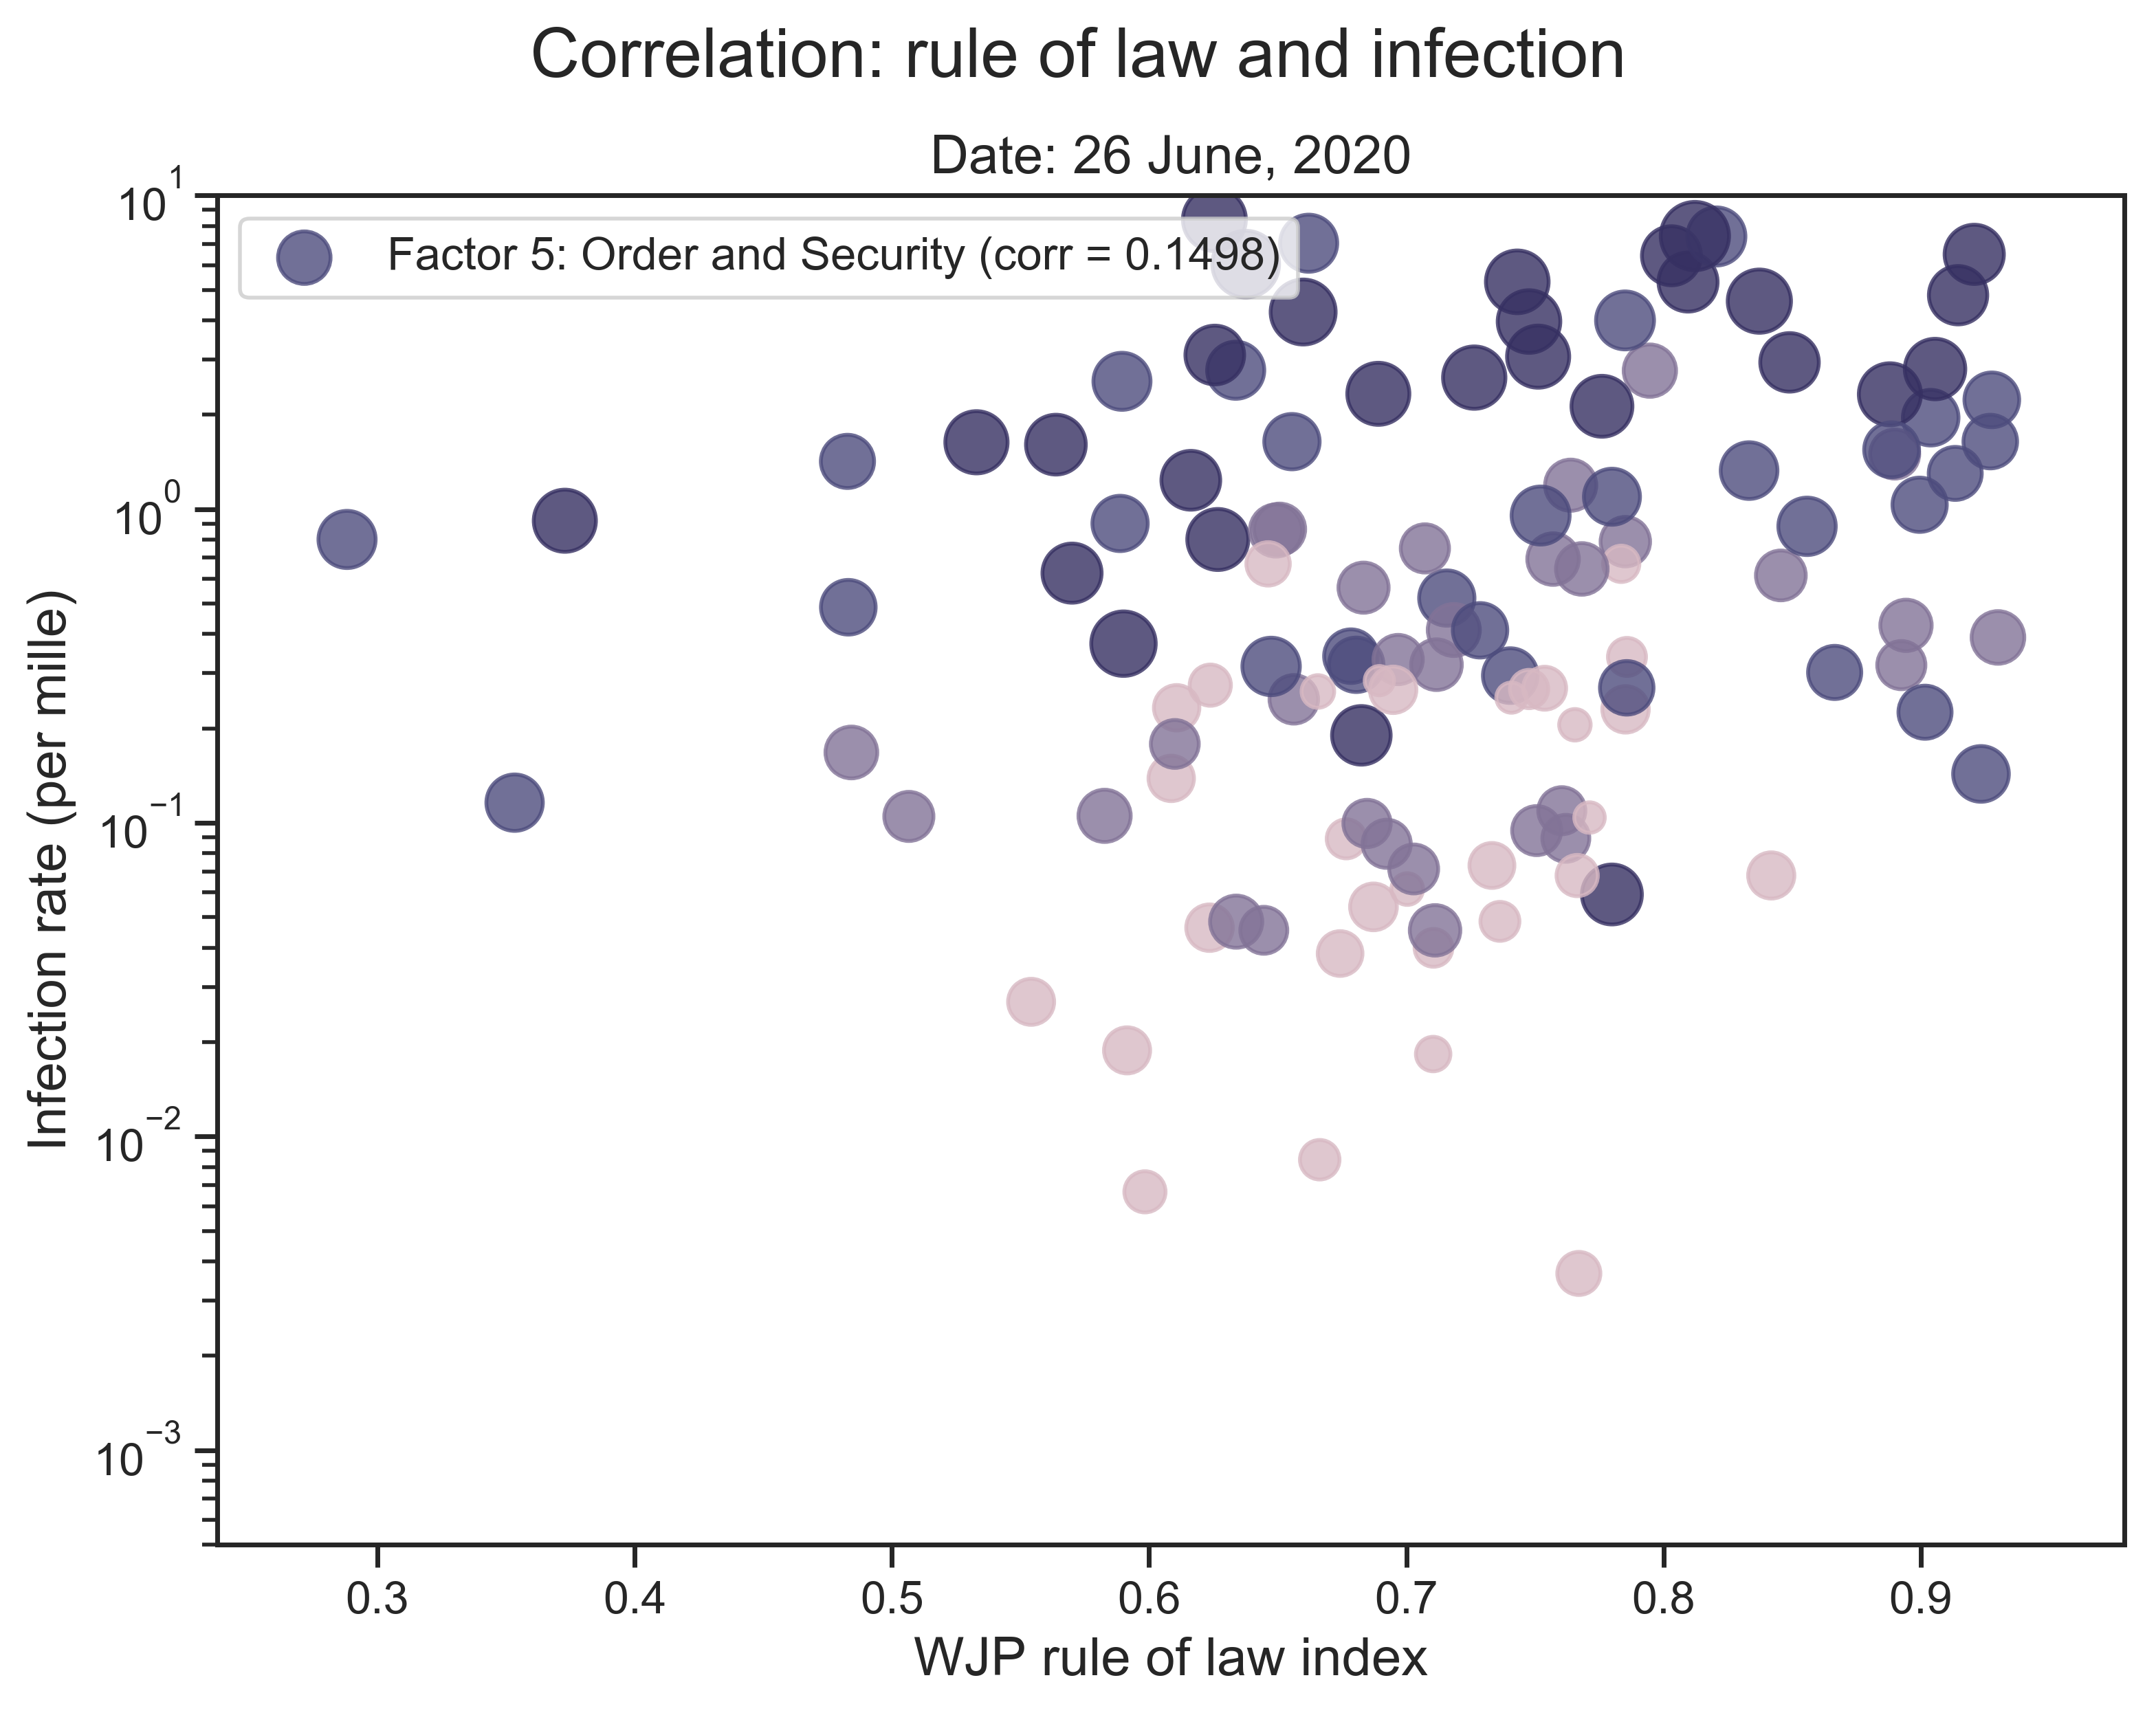 Correlation: rule of law and infection
Date: 26 June, 2020
Factor 5: Order and Security (corr = 0.1498)
Infection rate (per mille)
10^1
10^0
10^−1
10^−2
10^−3
0.3 0.4 0.5 0.6 0.7 0.8 0.9
WJP rule of law index